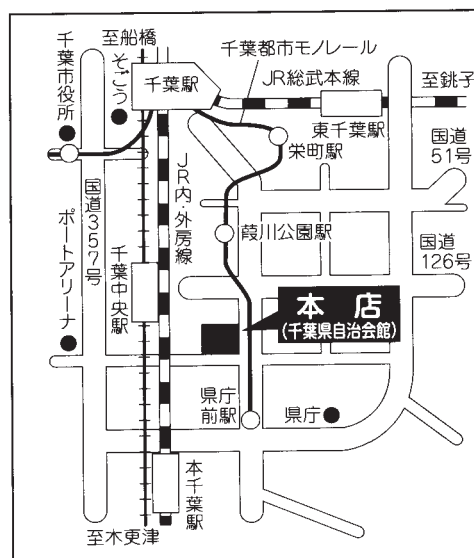 至船橋
千葉都市モノレール
千葉市役所
そごう
千葉駅
JR総武本線
至銚子
東千葉駅
栄町駅
国道
51号
国道357号
JR内・外房線
葭川公園駅
国道
126号
ポートアリーナ
千葉中央駅
本店
(千葉県自治会館)
県庁
前駅
県庁
本千葉駅
至木更津